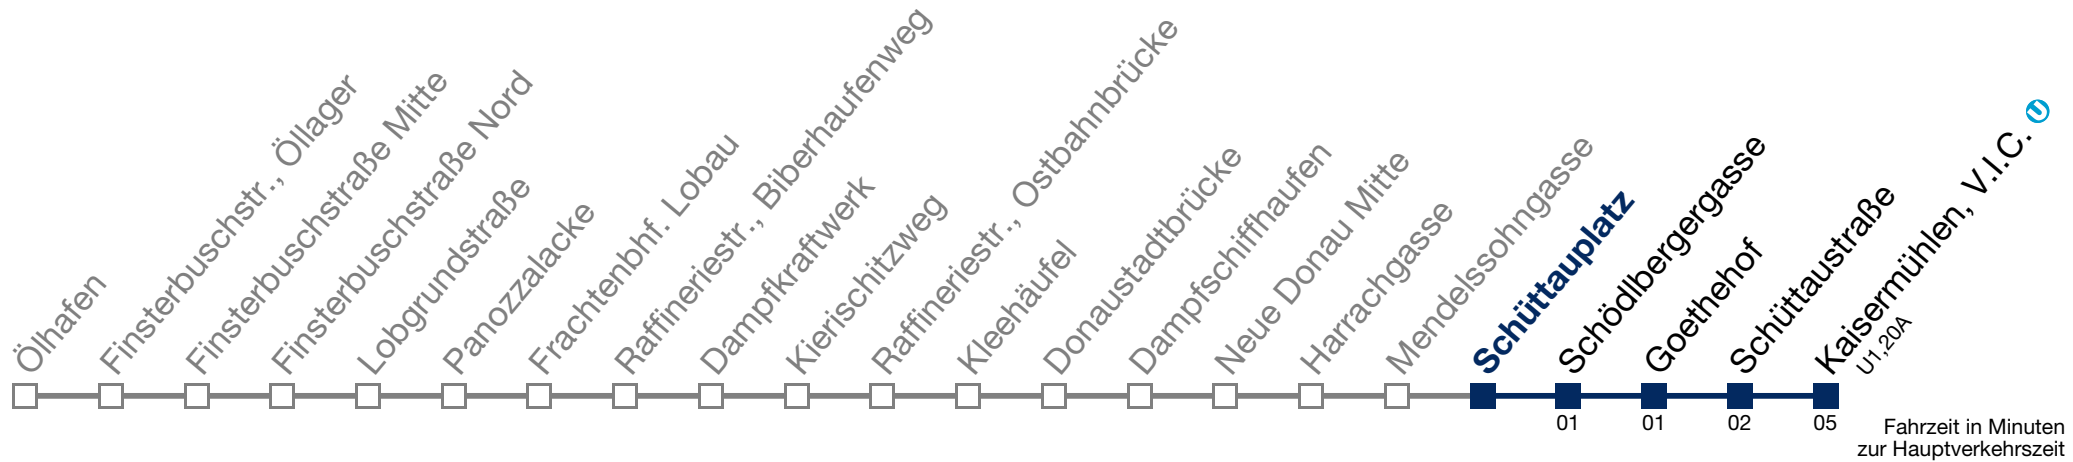 Ölhafen
Finsterbuschstr., Öllager
Finsterbuschstraße Mitte
Finsterbuschstraße Nord
Lobgrundstraße
Panozzalacke
Frachtenbhf. Lobau
Raffineriestr., Biberhaufenweg
Dampfkraftwerk
Kierischitzweg
Raffineriestr., Ostbahnbrücke
Kleehäufel
Donaustadtbrücke
Dampfschiffhaufen
Neue Donau Mitte
Harrachgasse
Mendelssohngasse
Schüttauplatz
Schödlbergergasse
Goethehof
Schüttaustraße
Kaisermühlen, V.I.C. U
U1,20A
01
01
02
05
Fahrzeit in Minuten
zur Hauptverkehrszeit